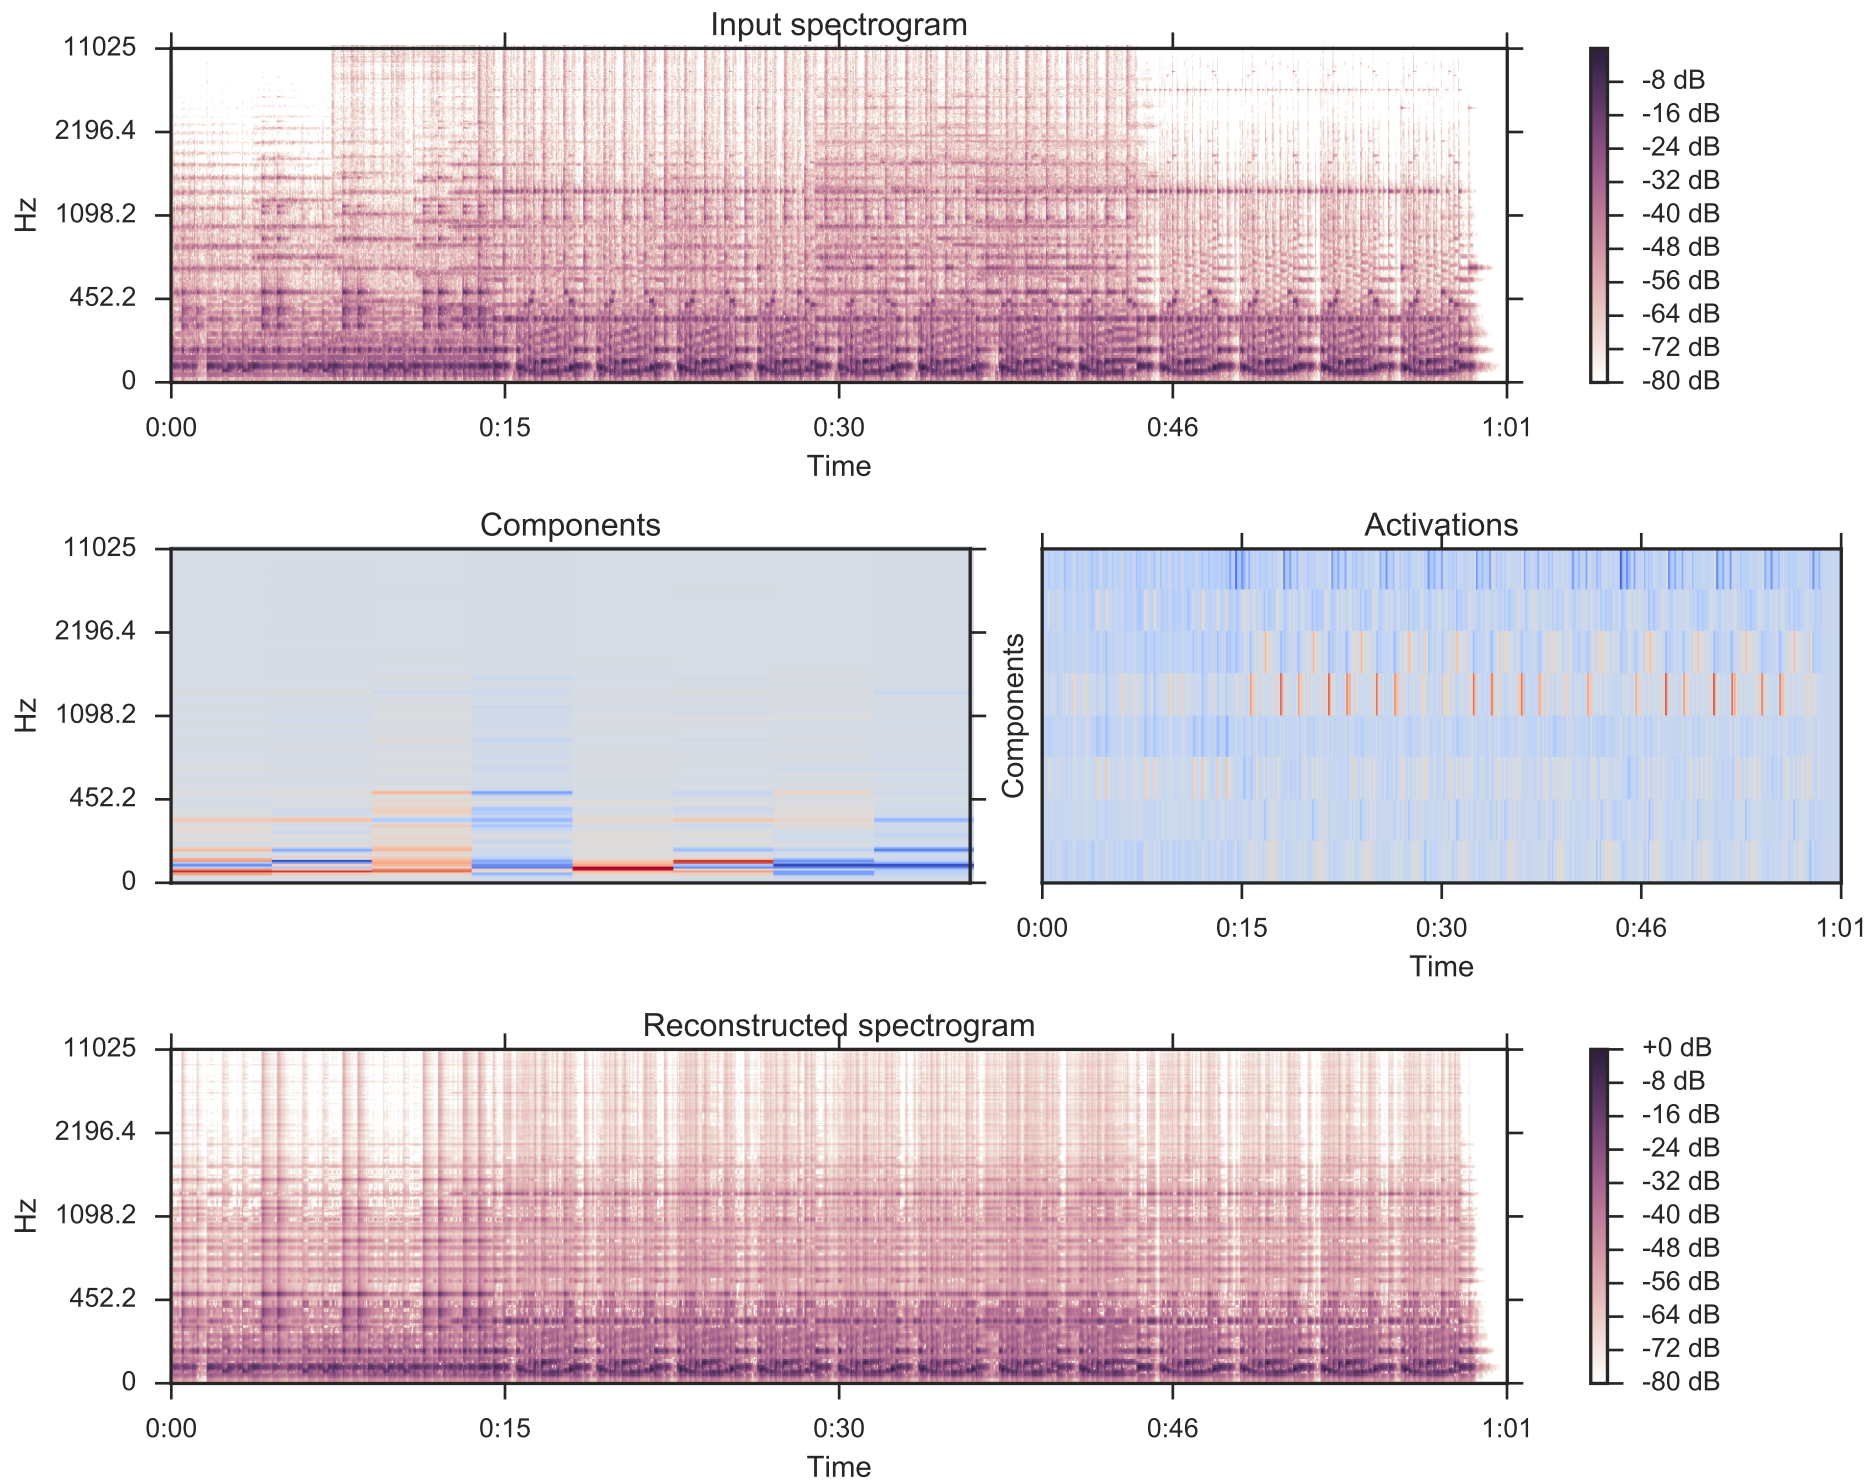 Input spectrogram
11025
2196.4
1098.2
452.2
0
Hz
0:00
0:15
0:30
0:46
1:01
Time
-8 dB
-16 dB
-24 dB
-32 dB
-40 dB
-48 dB
-56 dB
-64 dB
-72 dB
-80 dB
Components
11025
2196.4
1098.2
452.2
0
Hz
Activations
Components
0:00
0:15
0:30
0:46
1:01
Time
Reconstructed spectrogram
11025
2196.4
1098.2
452.2
0
Hz
0:00
0:15
0:30
0:46
1:01
Time
+0 dB
-8 dB
-16 dB
-24 dB
-32 dB
-40 dB
-48 dB
-56 dB
-64 dB
-72 dB
-80 dB